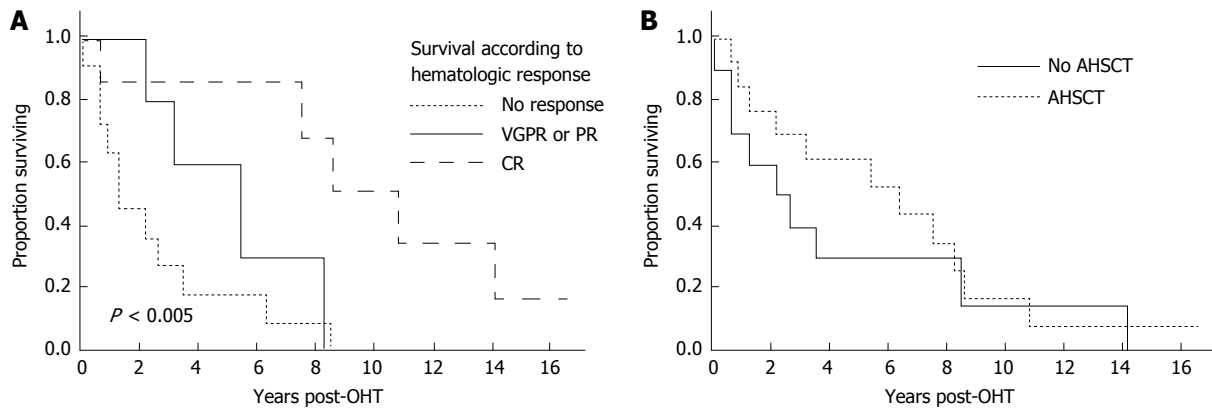 A
Survival according to
hematologic response
No response
VGPR or PR
CR
1.0
0.8
0.6
0.4
0.2
0.0
Proportion surviving
P < 0.005
0 2 4 6 8 10 12 14 16
Years post-OHT
B
No AHSCT
AHSCT
1.0
0.8
0.6
0.4
0.2
0.0
Proportion surviving
0 2 4 6 8 10 12 14 16
Years post-OHT